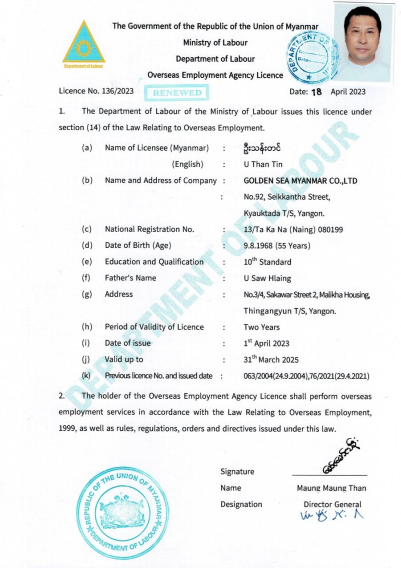 The Government of the Republic of the Union of Myanmar
Ministry of Labour
Department of Labour
Overseas Employment Agency Licence
Department of Labour
DEPARTMENT OF
Licence No. 136/2023 RENEWED Date: 18 April 2023
1. The Department of Labour of the Ministry of Labour issues this licence under
section (14) of the Law Relating to Overseas Employment.
(a) Name of Licensee (Myanmar) : ဦးသန်းတင်
(English) : U Than Tin
(b) Name and Address of Company : GOLDEN SEA MYANMAR CO.,LTD
: No.92, Seikkantha Street,
Kyauktada T/S, Yangon.
(c) National Registration No. : 13/Ta Ka Na (Naing) 080199
(d) Date of Birth (Age) : 9.8.1968 (55 Years)
(e) Education and Qualification : 10th Standard
(f) Father's Name : U Saw Hlaing
(g) Address : No.3/4, Sakawar Street 2, Malikha Housing,
Thingangyun T/S, Yangon.
(h) Period of Validity of Licence : Two Years
(i) Date of issue : 1st April 2023
(j) Valid up to : 31th March 2025
(k) Previous licence No. and issued date : 063/2004(24.9.2004),76/2021(29.4.2021)
DEPARTMENT OF LABOUR
2. The holder of the Overseas Employment Agency Licence shall perform overseas
employment services in accordance with the Law Relating to Overseas Employment,
1999, as well as rules, regulations, orders and directives issued under this law.
Signature
Name Maung Maung Than
Designation Director General
REPUBLIC OF THE UNION OF MYANMAR
DEPARTMENT OF LABOUR